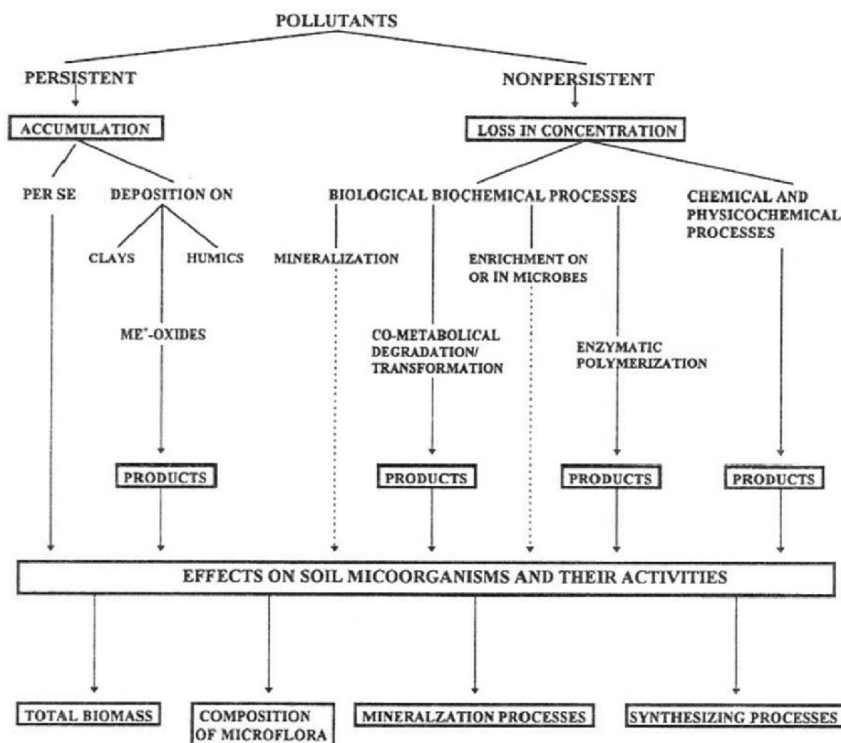 POLLUTANTS
PERSISTENT
NONPERSISTENT
ACCUMULATION
LOSS IN CONCENTRATION
PER SE
DEPOSITION ON
BIOLOGICAL BIOCHEMICAL PROCESSES
CHEMICAL AND
PHYSICOCHEMICAL
PROCESSES
CLAYS
HUMICS
MINERALIZATION
ENRICHMENT ON
OR IN MICROBES
ME⁺-OXIDES
CO-METABOLICAL
DEGRADATION/
TRANSFORMATION
ENZYMATIC
POLYMERIZATION
PRODUCTS
PRODUCTS
PRODUCTS
PRODUCTS
EFFECTS ON SOIL MICOORGANISMS AND THEIR ACTIVITIES
TOTAL BIOMASS
COMPOSITION
OF MICROFLORA
MINERALZATION PROCESSES
SYNTHESIZING PROCESSES